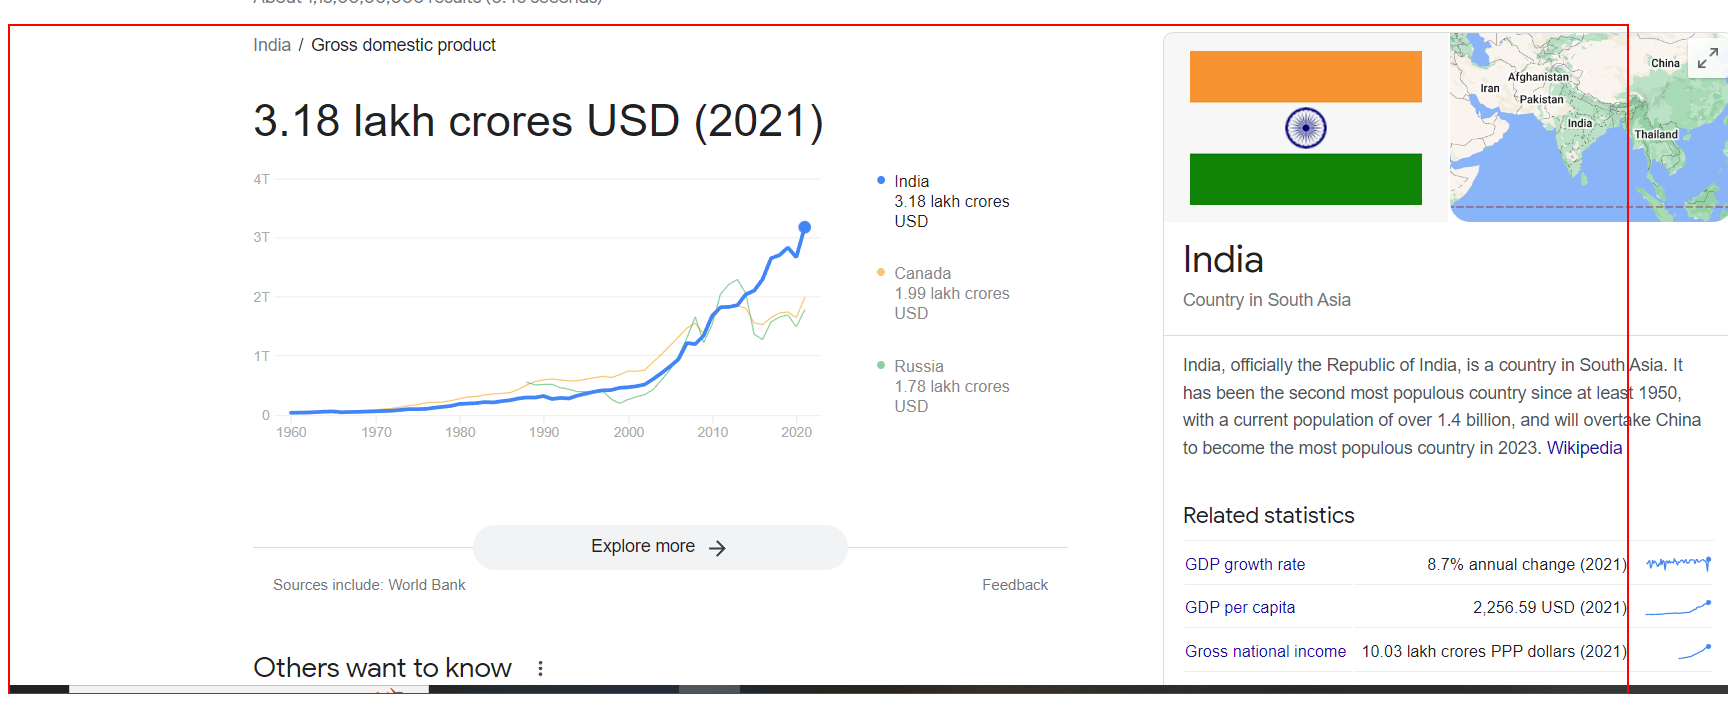 India / Gross domestic product
3.18 lakh crores USD (2021)
4T
3T
2T
1T
0
1960 1970 1980 1990 2000 2010 2020
India
3.18 lakh crores
USD
Canada
1.99 lakh crores
USD
Russia
1.78 lakh crores
USD
Explore more
Sources include: World Bank
Feedback
Others want to know
Afghanistan
Iran
Pakistan
China
India
Thailand
India
Country in South Asia
India, officially the Republic of India, is a country in South Asia. It
has been the second most populous country since at least 1950,
with a current population of over 1.4 billion, and will overtake China
to become the most populous country in 2023. Wikipedia
Related statistics
GDP growth rate 8.7% annual change (2021)
GDP per capita 2,256.59 USD (2021)
Gross national income 10.03 lakh crores PPP dollars (2021)